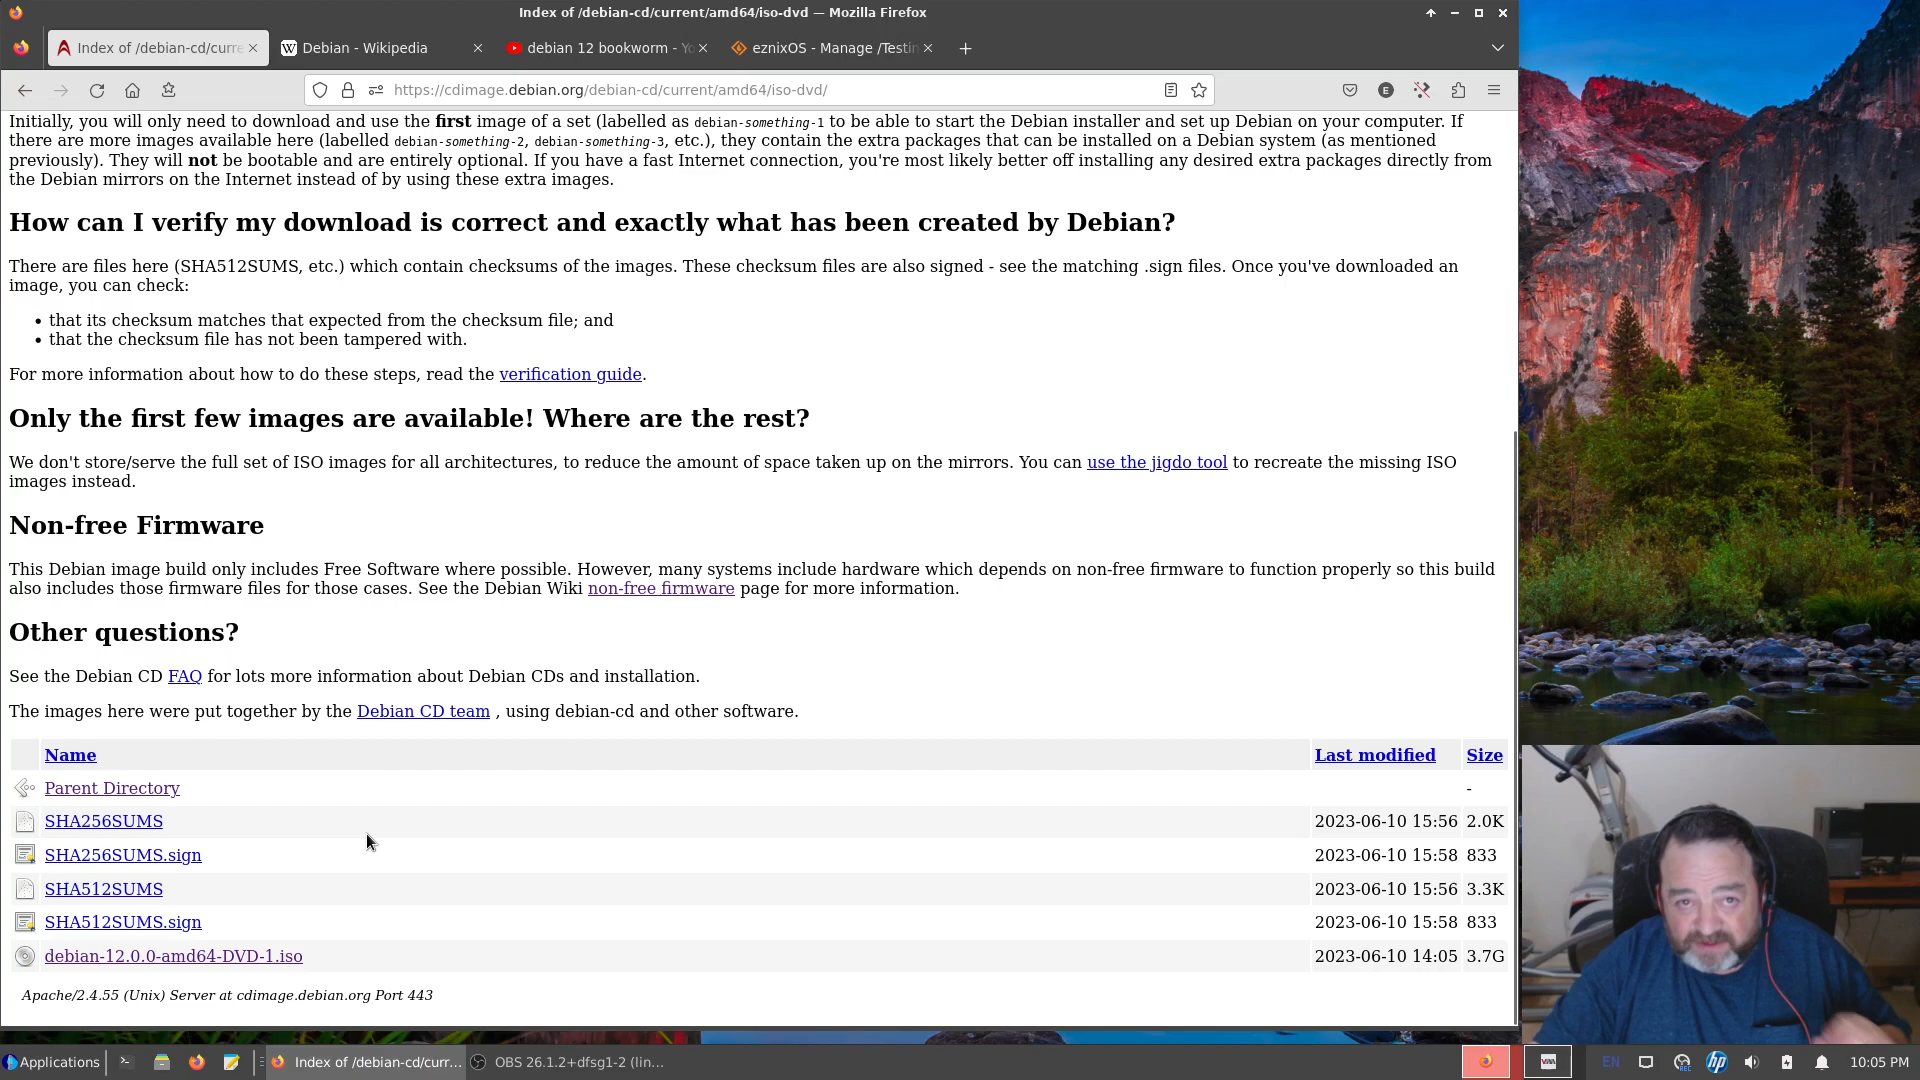 Index of /debian-cd/current/amd64/iso-dvd — Mozilla Firefox
Index of /debian-cd/curre
Debian - Wikipedia
debian 12 bookworm - Yo
eznixOS - Manage /Testin
https://cdimage.debian.org/debian-cd/current/amd64/iso-dvd/
Initially, you will only need to download and use the first image of a set (labelled as debian-something-1 to be able to start the Debian installer and set up Debian on your computer. If
there are more images available here (labelled debian-something-2, debian-something-3, etc.), they contain the extra packages that can be installed on a Debian system (as mentioned
previously). They will not be bootable and are entirely optional. If you have a fast Internet connection, you're most likely better off installing any desired extra packages directly from
the Debian mirrors on the Internet instead of by using these extra images.
How can I verify my download is correct and exactly what has been created by Debian?
There are files here (SHA512SUMS, etc.) which contain checksums of the images. These checksum files are also signed - see the matching .sign files. Once you've downloaded an
image, you can check:
• that its checksum matches that expected from the checksum file; and
• that the checksum file has not been tampered with.
For more information about how to do these steps, read the verification guide.
Only the first few images are available! Where are the rest?
We don't store/serve the full set of ISO images for all architectures, to reduce the amount of space taken up on the mirrors. You can use the jigdo tool to recreate the missing ISO
images instead.
Non-free Firmware
This Debian image build only includes Free Software where possible. However, many systems include hardware which depends on non-free firmware to function properly so this build
also includes those firmware files for those cases. See the Debian Wiki non-free firmware page for more information.
Other questions?
See the Debian CD FAQ for lots more information about Debian CDs and installation.
The images here were put together by the Debian CD team , using debian-cd and other software.
Name Last modified Size
Parent Directory -
SHA256SUMS 2023-06-10 15:56 2.0K
SHA256SUMS.sign 2023-06-10 15:58 833
SHA512SUMS 2023-06-10 15:56 3.3K
SHA512SUMS.sign 2023-06-10 15:58 833
debian-12.0.0-amd64-DVD-1.iso 2023-06-10 14:05 3.7G
Apache/2.4.55 (Unix) Server at cdimage.debian.org Port 443
Applications
Index of /debian-cd/curr...
OBS 26.1.2+dfsg1-2 (lin...
EN
REC
hp
10:05 PM